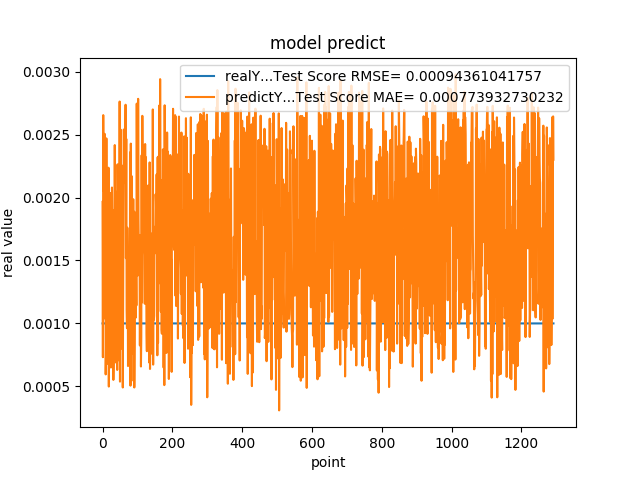 model predict
realY...Test Score RMSE= 0.00094361041757
predictY...Test Score MAE= 0.000773932730232
0.0030
0.0025
0.0020
0.0015
0.0010
0.0005
real value
0 200 400 600 800 1000 1200
point